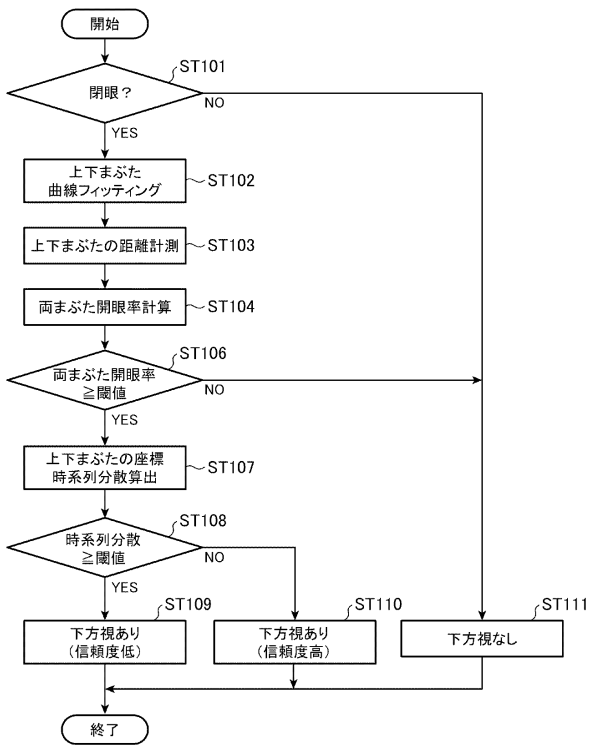 開始
ST101
閉眼？
NO
YES
上下まぶた
曲線フィッティング
ST102
上下まぶたの距離計測
ST103
両まぶた開眼率計算
ST104
ST106
両まぶた開眼率
≧閾値
NO
YES
上下まぶたの座標
時系列分散算出
ST107
ST108
時系列分散
≧閾値
NO
YES
ST109
下方視あり
（信頼度低）
ST110
下方視あり
（信頼度高）
ST111
下方視なし
終了